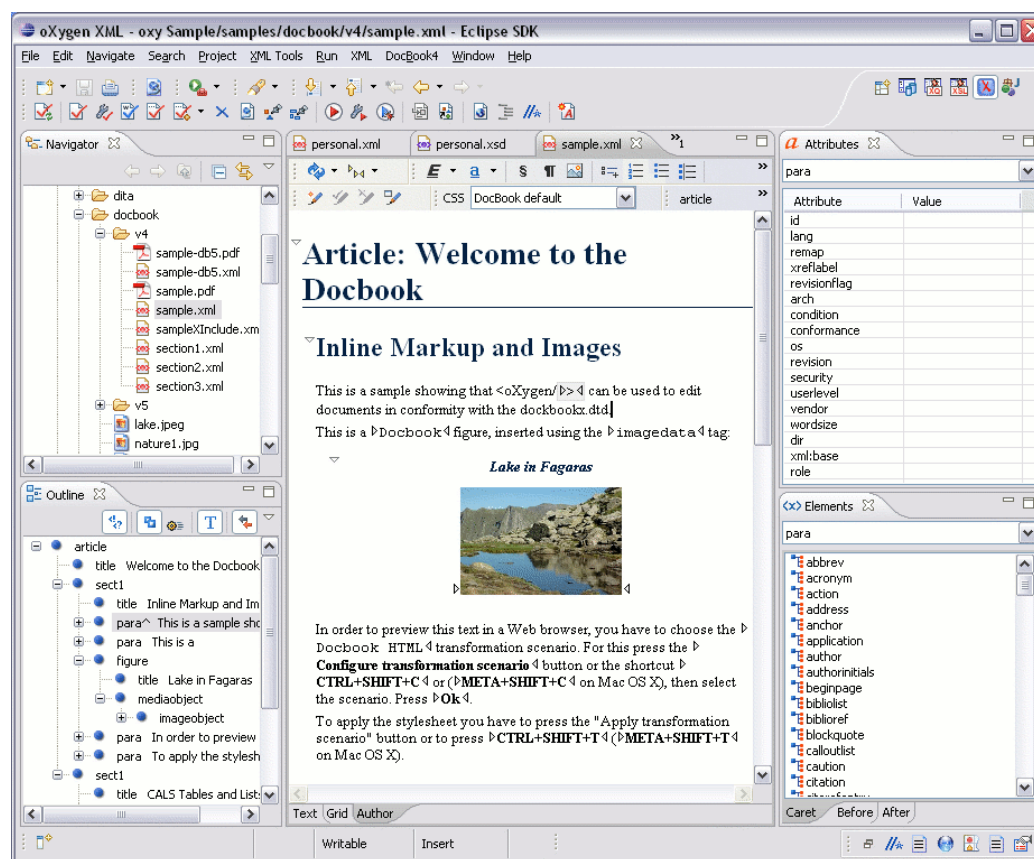 oXygen XML - oxy Sample/samples/docbook/v4/sample.xml - Eclipse SDK
File Edit Navigate Search Project XML Tools Run XML DocBook4 Window Help
Navigator
dita
docbook
v4
sample-db5.pdf
sample-db5.xml
sample.pdf
sample.xml
sampleXInclude.xm
section1.xml
section2.xml
section3.xml
v5
lake.jpeg
nature1.jpg
Outline
article
title Welcome to the Docbook
sect1
title Inline Markup and Im
para^ This is a sample sho
para This is a
figure
title Lake in Fagaras
mediaobject
imageobject
para In order to preview
para To apply the stylesh
sect1
title CALS Tables and List:
personal.xml personal.xsd sample.xml »1
CSS DocBook default article
Article: Welcome to the
Docbook
Inline Markup and Images
This is a sample showing that <oXygen/> can be used to edit
documents in conformity with the dockbookx.dtd.
This is a Docbook figure, inserted using the imagedata tag:
Lake in Fagaras
In order to preview this text in a Web browser, you have to choose the
Docbook HTML transformation scenario. For this press the
Configure transformation scenario button or the shortcut
CTRL+SHIFT+C or (META+SHIFT+C on Mac OS X), then select
the scenario. Press Ok.
To apply the stylesheet you have to press the "Apply transformation
scenario" button or to press CTRL+SHIFT+T (META+SHIFT+T
on Mac OS X).
Text Grid Author
Attributes
para
Attribute Value
id
lang
remap
xreflabel
revisionflag
arch
condition
conformance
os
revision
security
userlevel
vendor
wordsize
dir
xml:base
role
Elements
para
abbrev
acronym
action
address
anchor
application
author
authorinitials
beginpage
bibliolist
biblioref
blockquote
calloutlist
caution
citation
Caret Before After
Writable Insert